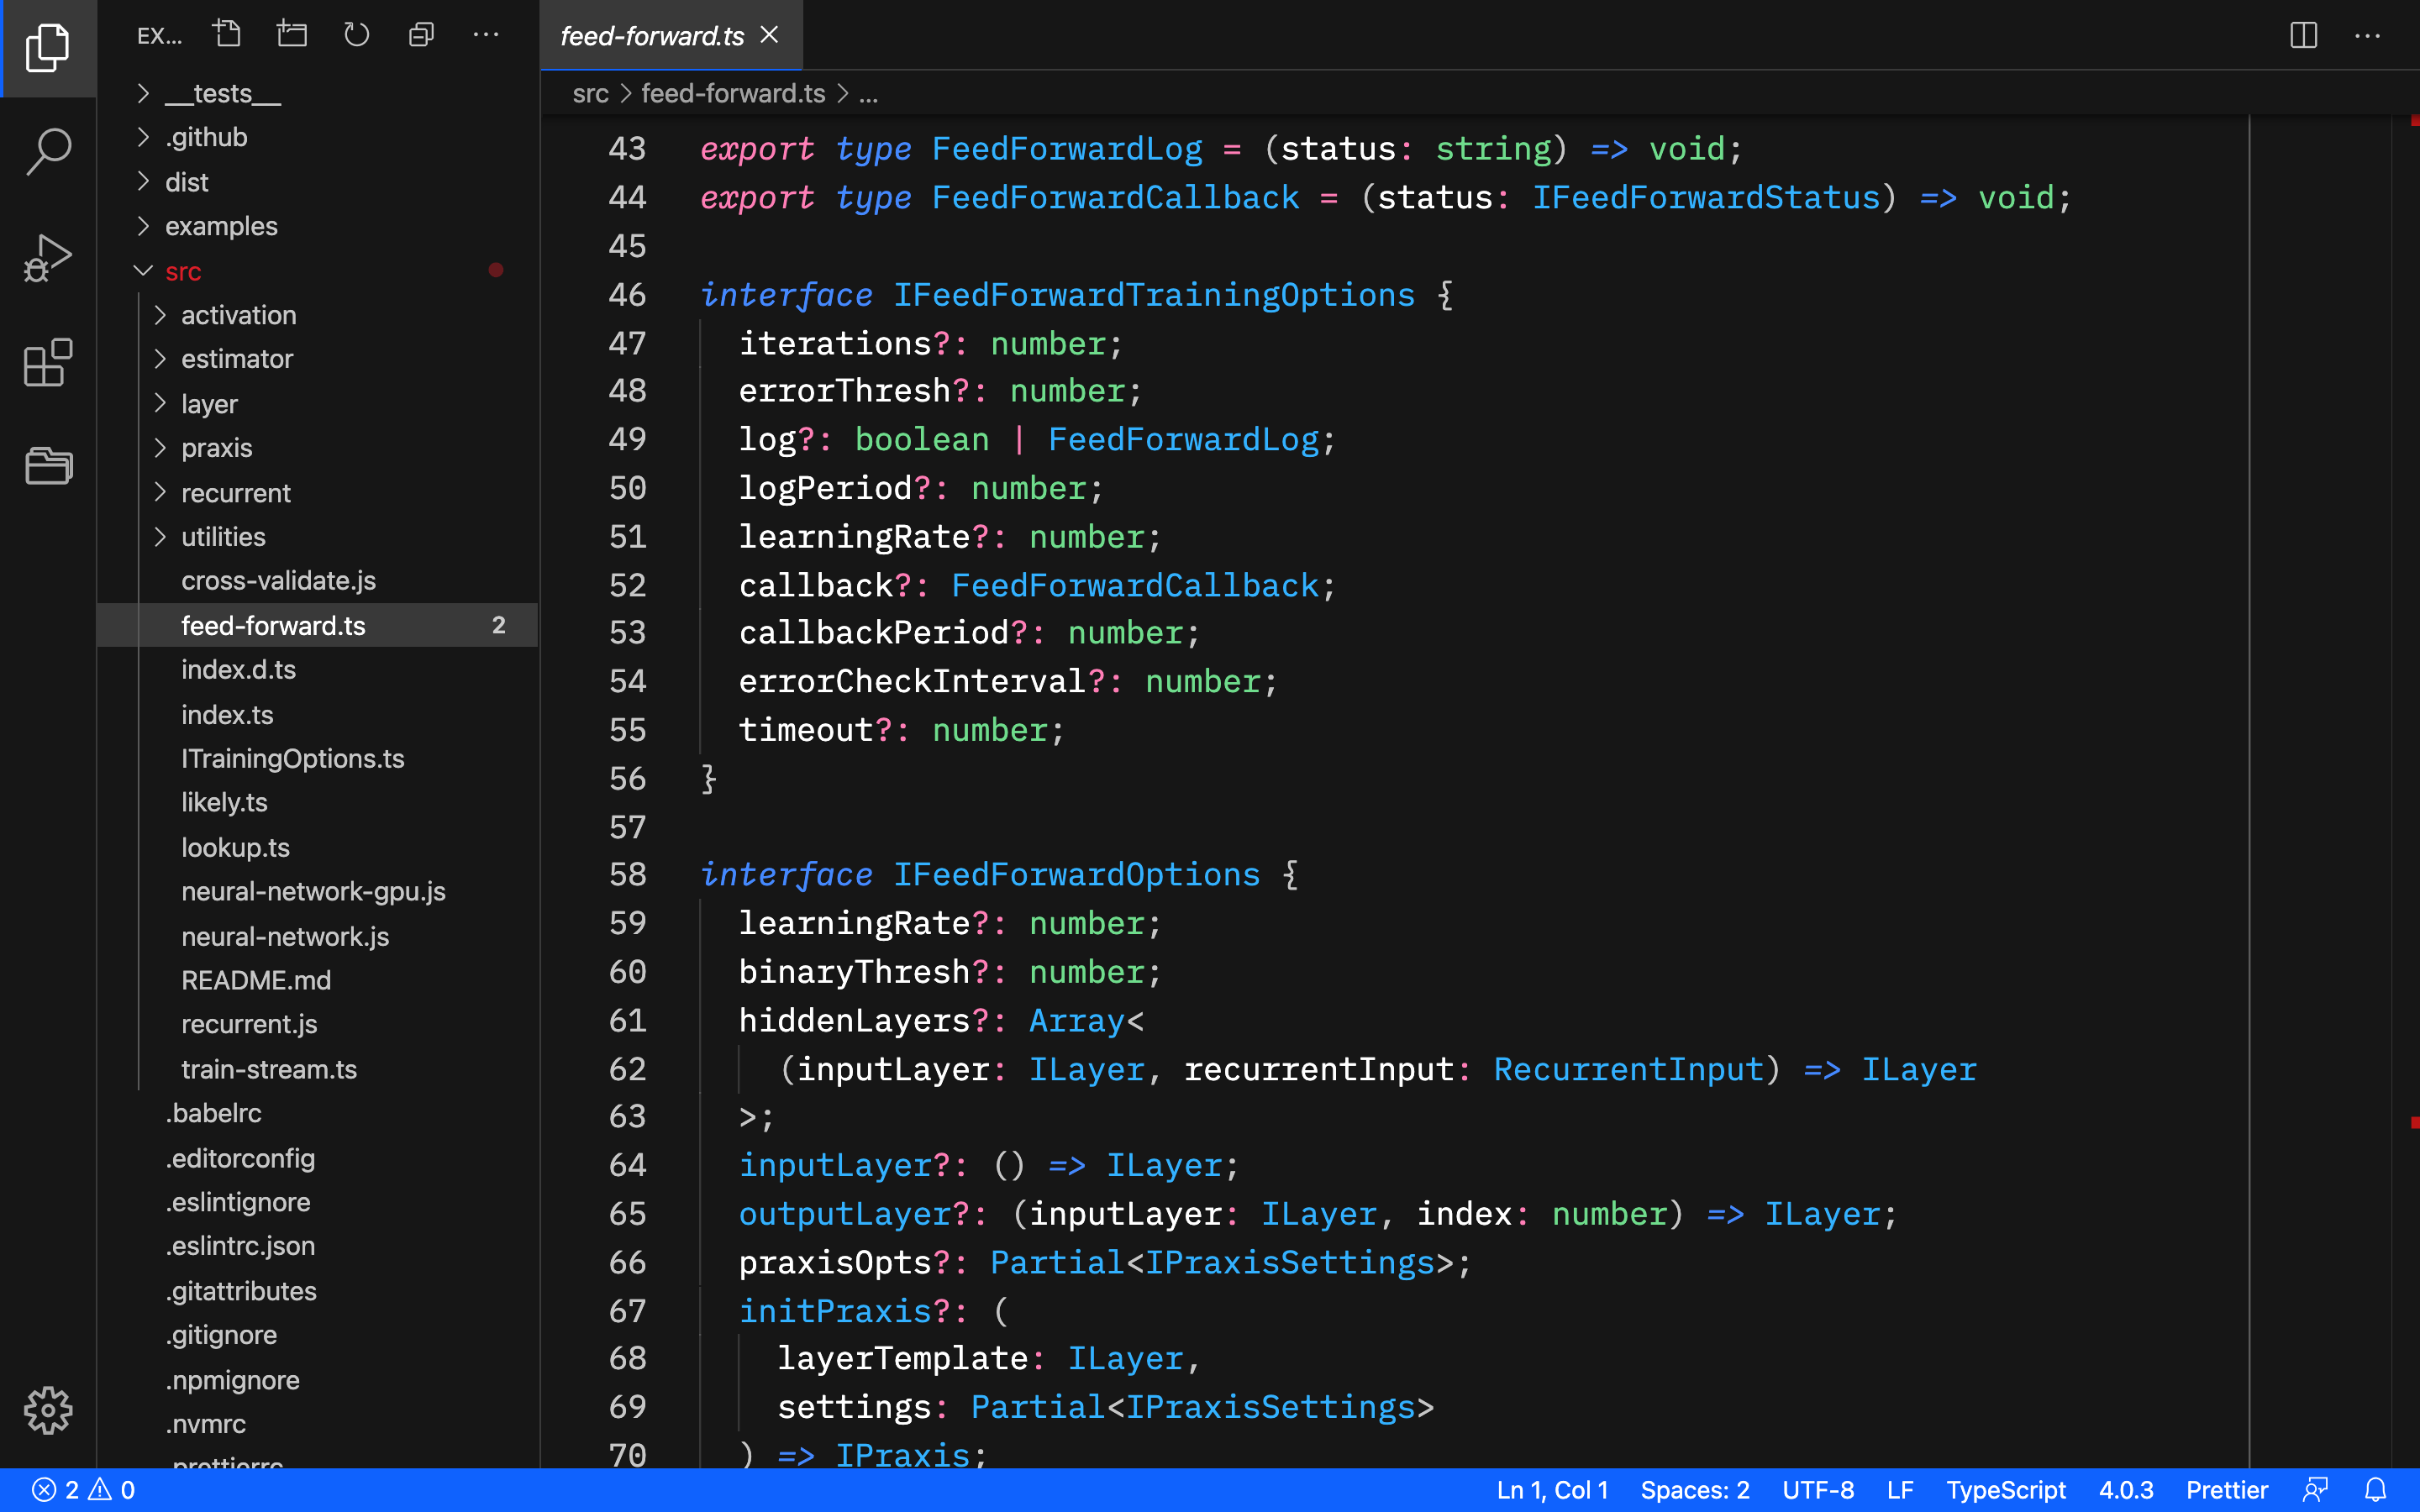 EX...
feed-forward.ts
src > feed-forward.ts > ...
__tests__
.github
dist
examples
src
activation
estimator
layer
praxis
recurrent
utilities
cross-validate.js
feed-forward.ts 2
index.d.ts
index.ts
ITrainingOptions.ts
likely.ts
lookup.ts
neural-network-gpu.js
neural-network.js
README.md
recurrent.js
train-stream.ts
.babelrc
.editorconfig
.eslintignore
.eslintrc.json
.gitattributes
.gitignore
.npmignore
.nvmrc
.prettierrc
43 export type FeedForwardLog = (status: string) => void;
44 export type FeedForwardCallback = (status: IFeedForwardStatus) => void;
45
46 interface IFeedForwardTrainingOptions {
47   iterations?: number;
48   errorThresh?: number;
49   log?: boolean | FeedForwardLog;
50   logPeriod?: number;
51   learningRate?: number;
52   callback?: FeedForwardCallback;
53   callbackPeriod?: number;
54   errorCheckInterval?: number;
55   timeout?: number;
56 }
57
58 interface IFeedForwardOptions {
59   learningRate?: number;
60   binaryThresh?: number;
61   hiddenLayers?: Array<
62     (inputLayer: ILayer, recurrentInput: RecurrentInput) => ILayer
63   >;
64   inputLayer?: () => ILayer;
65   outputLayer?: (inputLayer: ILayer, index: number) => ILayer;
66   praxisOpts?: Partial<IPraxisSettings>;
67   initPraxis?: (
68     layerTemplate: ILayer,
69     settings: Partial<IPraxisSettings>
70   ) => IPraxis;
2 0 Ln 1, Col 1 Spaces: 2 UTF-8 LF TypeScript 4.0.3 Prettier